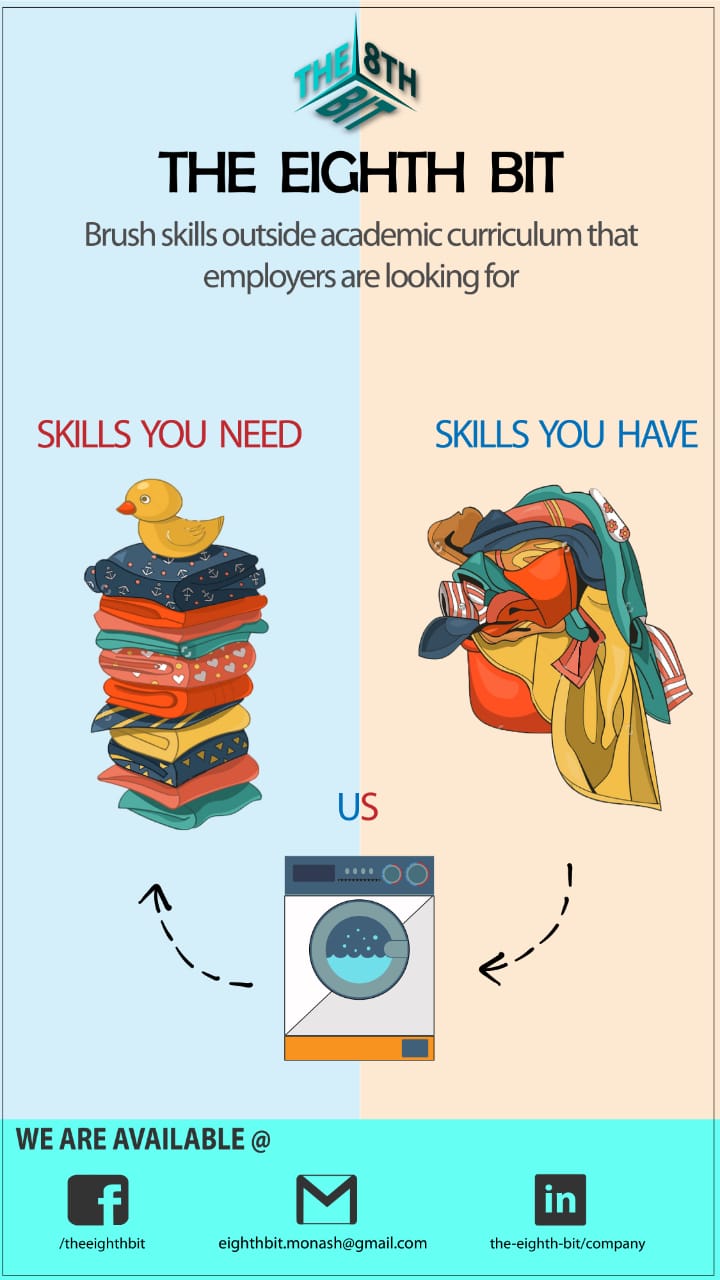 THE 8TH
BIT
THE EIGHTH BIT
Brush skills outside academic curriculum that
employers are looking for
SKILLS YOU NEED
SKILLS YOU HAVE
US
WE ARE AVAILABLE @
/theeighthbit
eighthbit.monash@gmail.com
the-eighth-bit/company